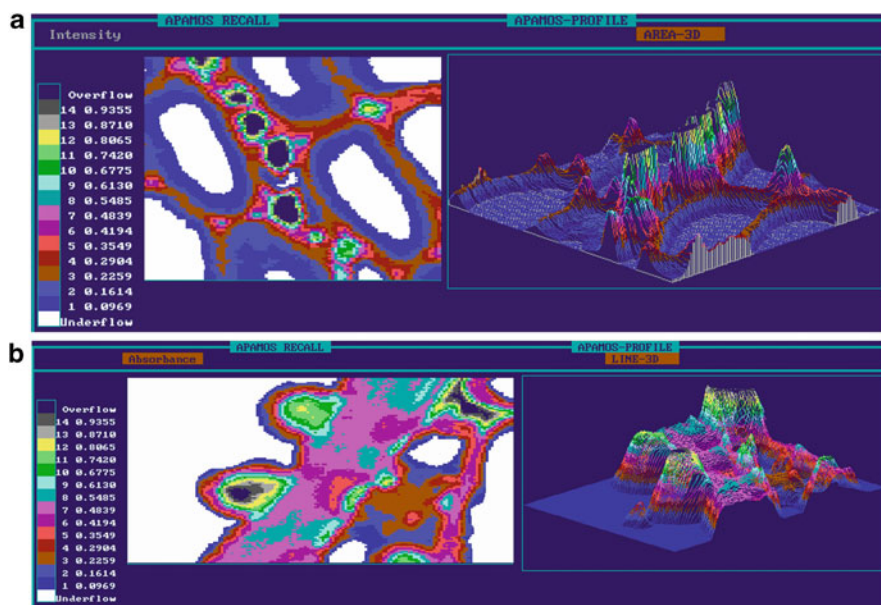 a
APAMOS RECALL
APAMOS-PROFILE
Intensity
AREA-3D
Overflow
14 0.9355
13 0.8710
12 0.8065
11 0.7420
10 0.6775
9 0.6130
8 0.5485
7 0.4839
6 0.4194
5 0.3549
4 0.2904
3 0.2259
2 0.1614
1 0.0969
Underflow
b
APAMOS RECALL
APAMOS-PROFILE
Absorbance
LINE-3D
Overflow
14 0.9355
13 0.8710
12 0.8065
11 0.7420
10 0.6775
9 0.6130
8 0.5485
7 0.4839
6 0.4194
5 0.3549
4 0.2904
3 0.2259
2 0.1614
1 0.0969
Underflow